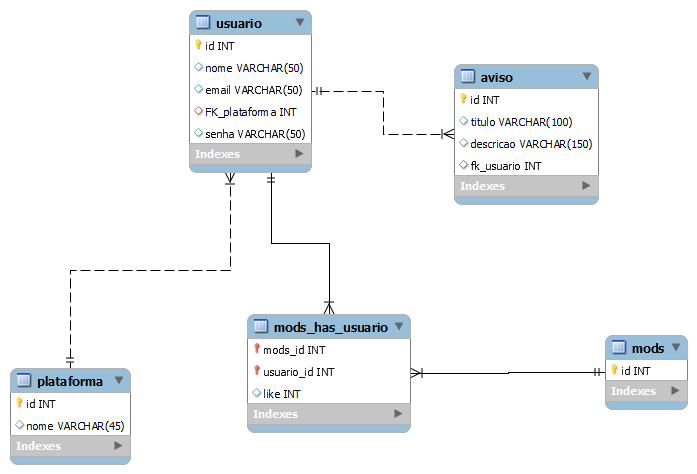 usuario
id INT
nome VARCHAR(50)
email VARCHAR(50)
FK_plataforma INT
senha VARCHAR(50)
Indexes
aviso
id INT
titulo VARCHAR(100)
descricao VARCHAR(150)
fk_usuario INT
Indexes
mods_has_usuario
mods_id INT
usuario_id INT
like INT
Indexes
mods
id INT
Indexes
plataforma
id INT
nome VARCHAR(45)
Indexes